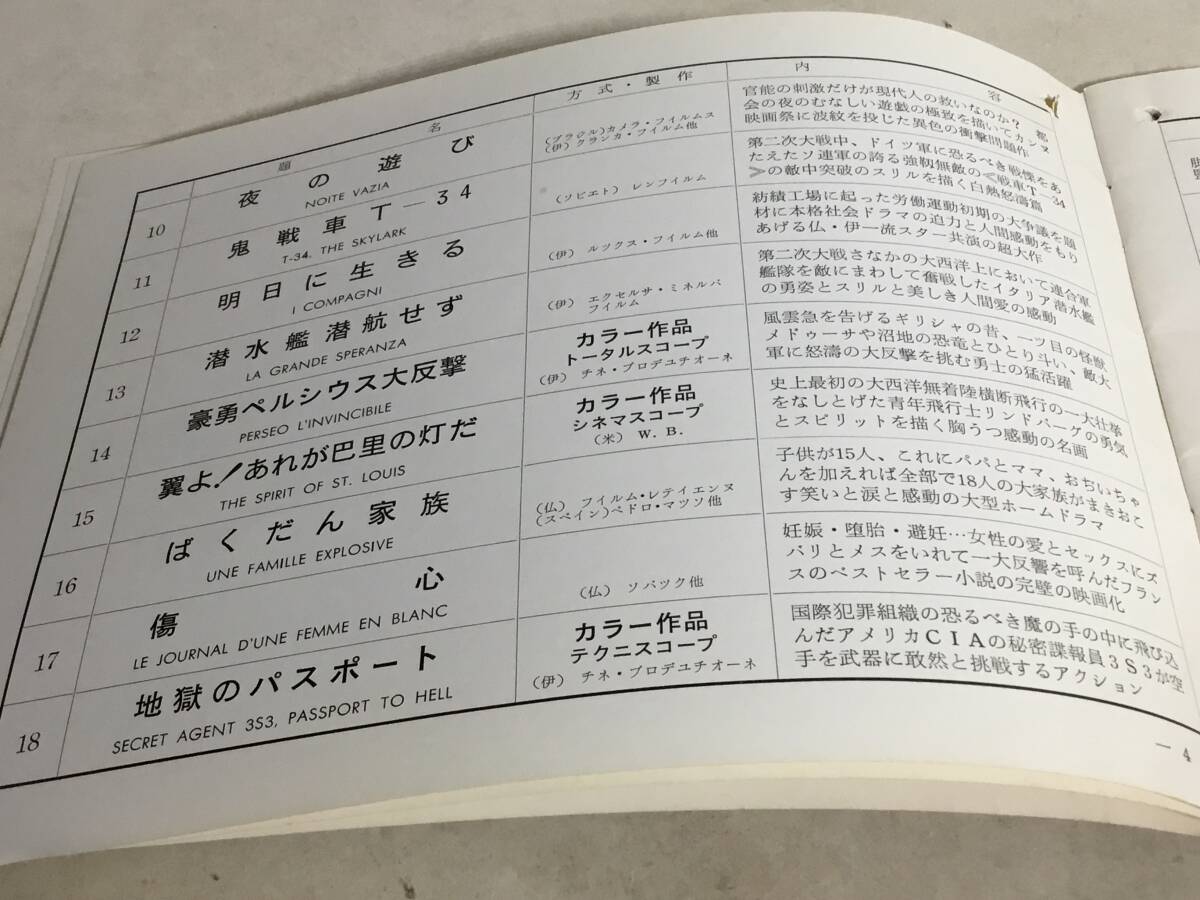 題　名
方式・製作
内　容
10
夜の遊び
NOITE VAZIA
(ブラジル)カメラ・フイルムス
(伊)クランカ・フイルム他
官能の刺激だけが現代人の救いなのか？ 都
会の夜のむなしい遊戯の極致を描いてカンヌ
映画祭に波紋を投じた異色の衝撃問題作
11
鬼戦車T—34
T-34, THE SKYLARK
(ソビエト) レンフイルム
第二次大戦中、ドイツ軍に恐るべき戦慄をあ
たえたソ連軍の誇る強靱無敵の≪戦車T—34
≫の敵中突破のスリルを描く白熱怒濤篇
12
明日に生きる
I COMPAGNI
(伊) ルックス・フイルム他
紡績工場に起った労働運動初期の大争議を題
材に本格社会ドラマの迫力と人間感動をもり
あげる仏・伊一流スター共演の超大作
13
潜水艦潜航せず
LA GRANDE SPERANZA
(伊) エクセルサ・ミネルバ
フイルム
第二次大戦さなかの大西洋上において連合軍
艦隊を敵にまわして奮戦したイタリア潜水艦
の勇姿とスリルと美しき人間愛の感動
14
豪勇ペルシウス大反撃
PERSEO L'INVINCIBILE
カラー作品
トータルスコープ
(伊) チネ・プロデユチオーネ
風雲急を告げるギリシャの昔、一ツ目の怪獣
メドゥーサや沼地の恐竜とひとり斗い、敵大
軍に怒濤の大反撃を挑む勇士の猛活躍
15
翼よ！あれが巴里の灯だ
THE SPIRIT OF ST. LOUIS
カラー作品
シネマスコープ
(米) W. B.
史上最初の大西洋無着陸横断飛行の一大壮挙
をなしとげた青年飛行士リンドバーグの勇気
とスピリットを描く胸うつ感動の名画
16
ばくだん家族
UNE FAMILLE EXPLOSIVE
(仏) フイルム・レテイエンヌ
(スペイン)ペドロ・マツソ他
子供が15人、これにパパとママ、おぢいちゃ
んを加えれば全部で18人の大家族がまきおこ
す笑いと涙と感動の大型ホームドラマ
17
傷心
LE JOURNAL D'UNE FEMME EN BLANC
(仏) ソパツク他
妊娠・堕胎・避妊…女性の愛とセックスにズ
バリとメスをいれて一大反響を呼んだフラン
スのベストセラー小説の完璧の映画化
18
地獄のパスポート
SECRET AGENT 3S3, PASSPORT TO HELL
カラー作品
テクニスコープ
(伊) チネ・プロデユチオーネ
国際犯罪組織の恐るべき魔の手の中に飛び込
んだアメリカCIAの秘密諜報員3S3が空
手を武器に敢然と挑戦するアクション
— 4